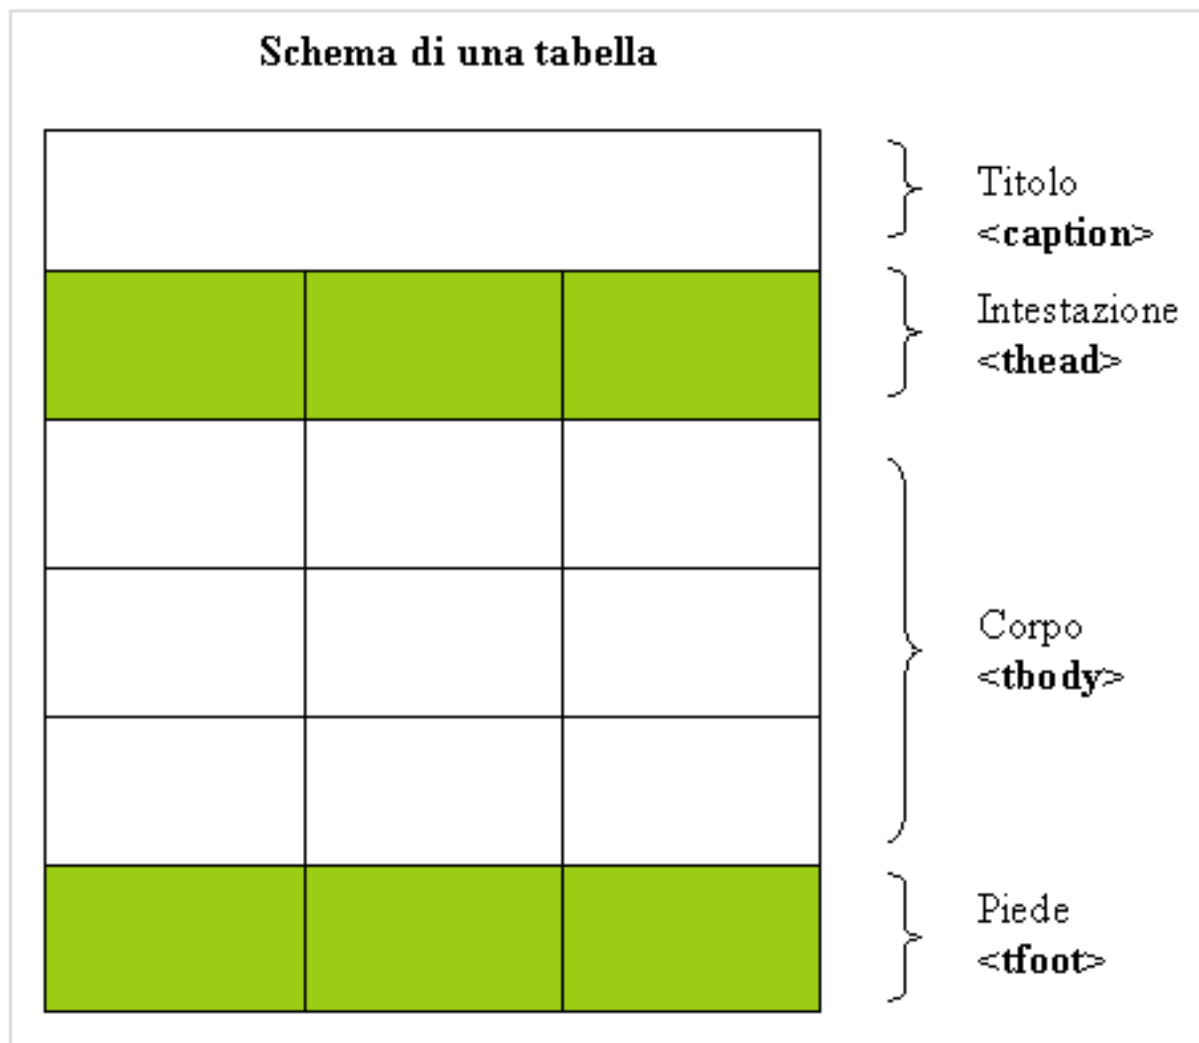 Schema di una tabella
Titolo
<caption>
Intestazione
<thead>
Corpo
<tbody>
Piede
<tfoot>